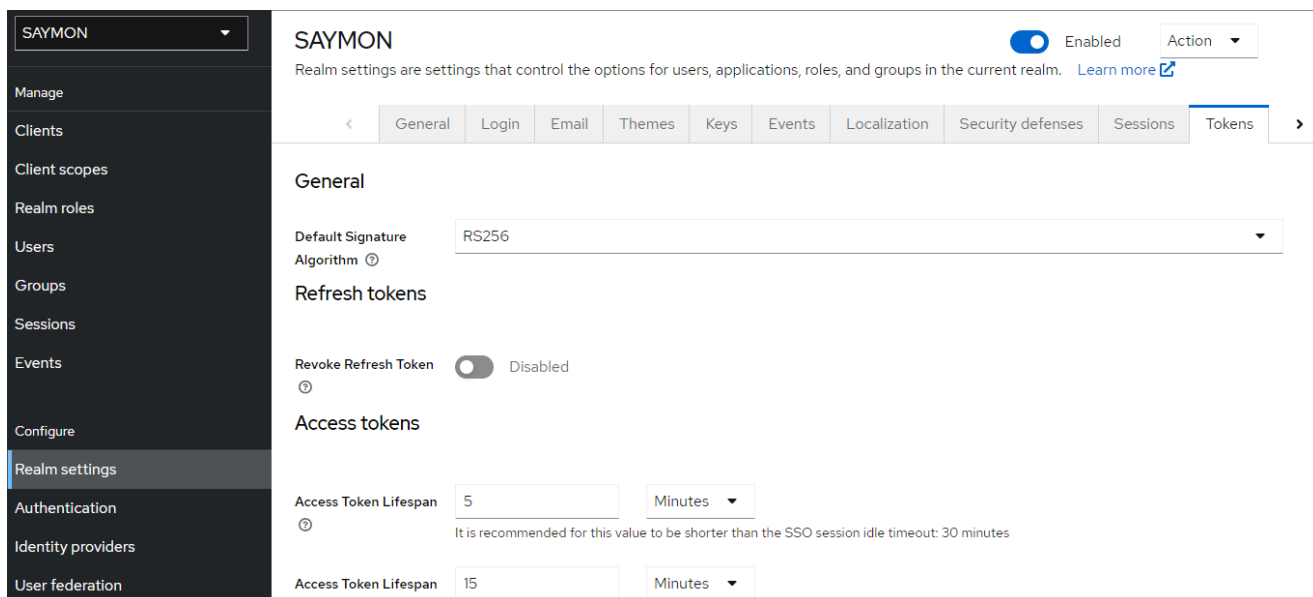 SAYMON
Manage
Clients
Client scopes
Realm roles
Users
Groups
Sessions
Events
Configure
Realm settings
Authentication
Identity providers
User federation
SAYMON
Enabled
Action
Realm settings are settings that control the options for users, applications, roles, and groups in the current realm. Learn more
General Login Email Themes Keys Events Localization Security defenses Sessions Tokens
General
Default Signature
Algorithm
RS256
Refresh tokens
Revoke Refresh Token
Disabled
Access tokens
Access Token Lifespan
5
Minutes
It is recommended for this value to be shorter than the SSO session idle timeout: 30 minutes
Access Token Lifespan
15
Minutes